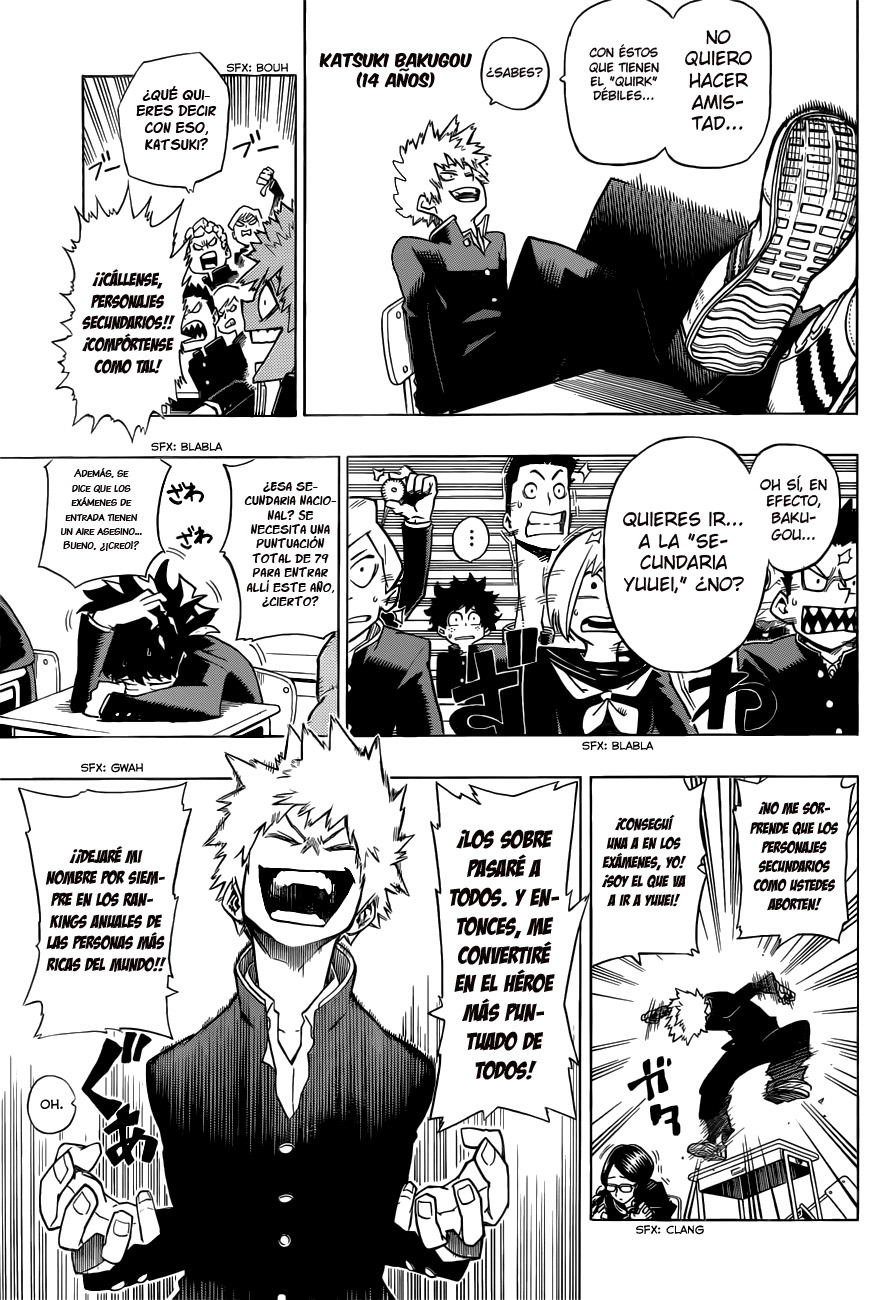 NO
QUIERO
HACER
AMIS-
TAD...
CON ÉSTOS
QUE TIENEN
EL "QUIRK"
DÉBILES...
¿SABES?
KATSUKI BAKUGOU
(14 AÑOS)
SFX: BOUH
¿QUÉ QUI-
ERES DECIR
CON ESO,
KATSUKI?
ブー
ブー
¡¡CÁLLENSE,
PERSONAJES
SECUNDARIOS!!
¡COMPÓRTENSE
COMO TAL!
OH SÍ, EN
EFECTO,
BAKU-
GOU...
QUIERES IR...
A LA "SE-
CUNDARIA
YUUEI," ¿NO?
...
ざわ
SFX: BLABLA
SFX: BLABLA
¿ESA SE-
CUNDARIA NACIO-
NAL? SE
NECESITA UNA
PUNTUACIÓN
TOTAL DE 79
PARA ENTRAR
ALLÍ ESTE AÑO,
¿CIERTO?
ざわ
ざわ
ADEMÁS, SE
DICE QUE LOS
EXÁMENES DE
ENTRADA TIENEN
UN AIRE ASESINO...
BUENO. ¿¡CREO!?
¡NO ME SOR-
PRENDE QUE LOS
PERSONAJES
SECUNDARIOS
COMO USTEDES
ABORTEN!
¡CONSEGUÍ
UNA A EN LOS
EXÁMENES, YO!
¡SOY EL QUE VA
A IR A YUUEI!
ガタ
SFX: CLANG
SFX: GWAH
¡LOS SOBRE
PASARÉ A
TODOS. Y EN-
TONCES, ME
CONVERTIRÉ
EN EL HÉROE
MÁS PUN-
TUADO DE
TODOS!
¡¡DEJARÉ MI
NOMBRE POR SIEM-
PRE EN LOS RAN-
KINGS ANUALES DE
LAS PERSONAS MÁS
RICAS DEL MUNDO!!
ぐあ
OH.